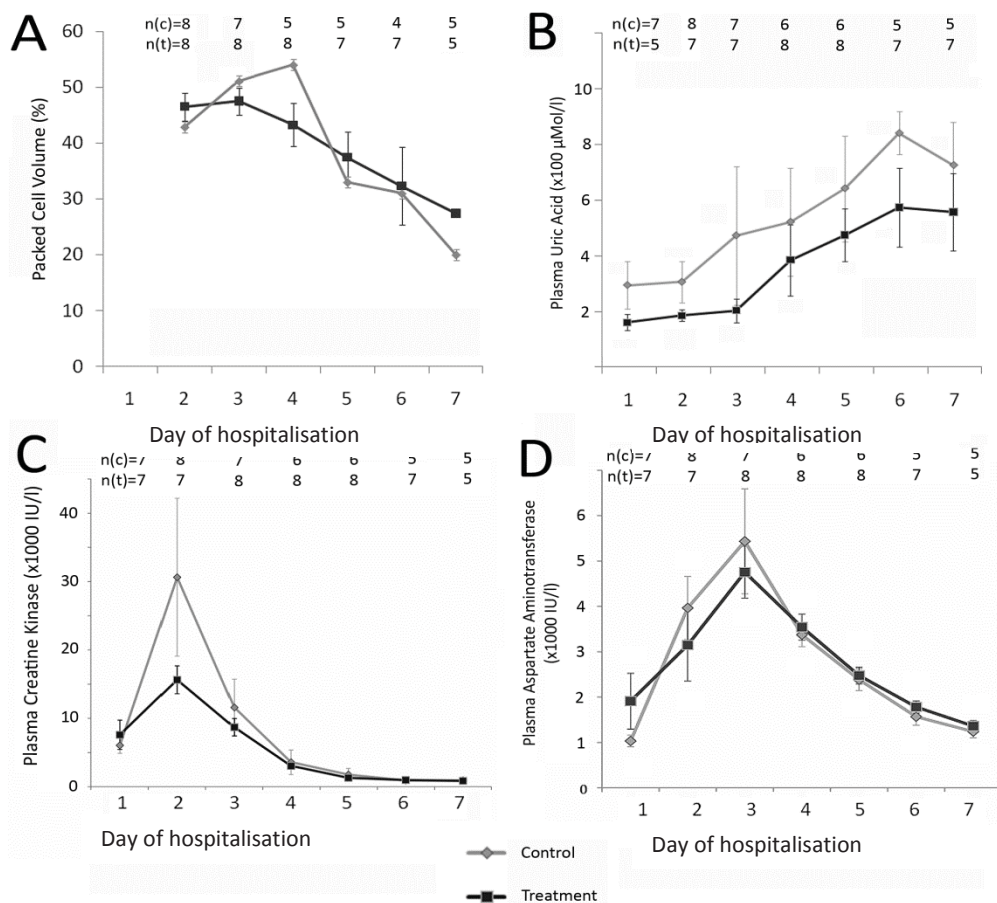 A
n(c)=8 7 5 5 4 5
n(t)=8 8 8 7 7 5
60
50
40
30
20
10
0
Packed Cell Volume (%)
1 2 3 4 5 6 7
Day of hospitalisation
B
n(c)=7 8 7 6 6 5 5
n(t)=5 7 7 8 8 7 7
10
8
6
4
2
Plasma Uric Acid (x100 µMol/l)
1 2 3 4 5 6 7
Day of hospitalisation
C
n(c)=7 8 7 6 6 5 5
n(t)=7 7 8 8 8 7 5
40
30
20
10
0
Plasma Creatine Kinase (x1000 IU/l)
1 2 3 4 5 6 7
Day of hospitalisation
D
n(c)=7 8 7 6 6 5 5
n(t)=7 7 8 8 8 7 5
6
5
4
3
2
1
0
Plasma Aspartate Aminotransferase
(x1000 IU/l)
1 2 3 4 5 6 7
Day of hospitalisation
Control
Treatment